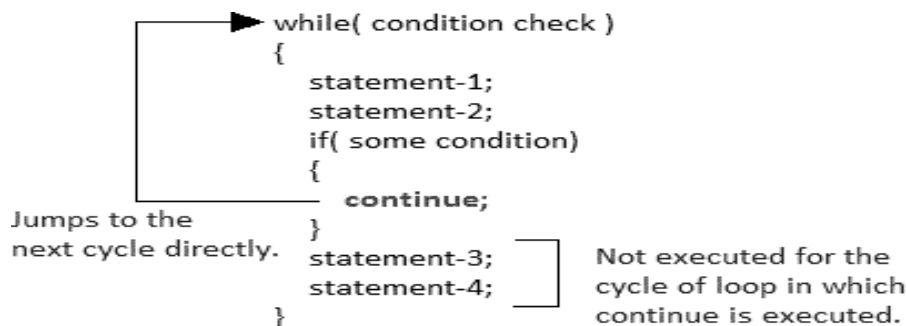 while( condition check )
{
statement-1;
statement-2;
if( some condition)
{
continue;
}
statement-3;
statement-4;
}
Jumps to the
next cycle directly.
Not executed for the
cycle of loop in which
continue is executed.